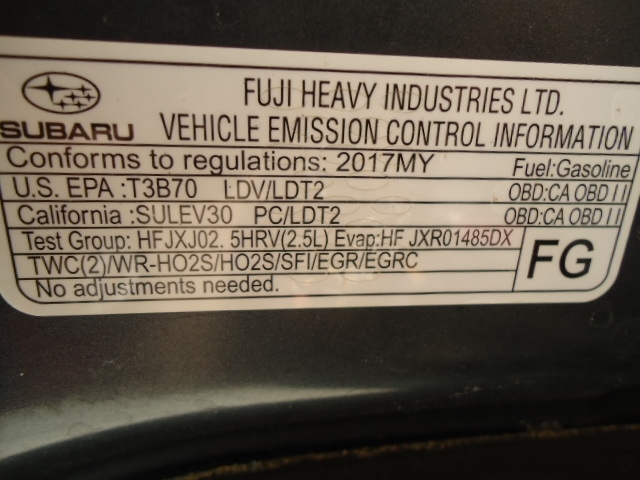 FUJI HEAVY INDUSTRIES LTD.
SUBARU VEHICLE EMISSION CONTROL INFORMATION
Conforms to regulations: 2017MY Fuel:Gasoline
U.S. EPA :T3B70 LDV/LDT2 OBD:CA OBD II
California :SULEV30 PC/LDT2 OBD:CA OBD II
Test Group: HFJXJ02. 5HRV(2.5L) Evap:HF JXR01485DX
TWC(2)/WR-HO2S/HO2S/SFI/EGR/EGRC FG
No adjustments needed.